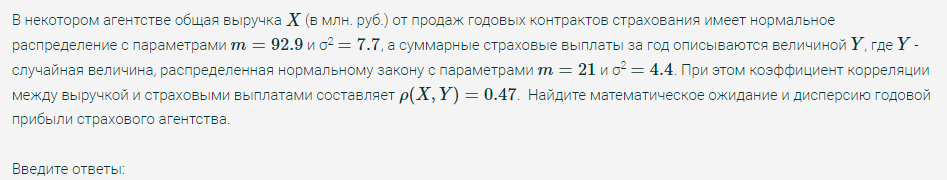 В некотором агентстве общая выручка X (в млн. руб.) от продаж годовых контрактов страхования имеет нормальное
распределение с параметрами m = 92.9 и σ² = 7.7, а суммарные страховые выплаты за год описываются величиной Y, где Y -
случайная величина, распределенная нормальному закону с параметрами m = 21 и σ² = 4.4. При этом коэффициент корреляции
между выручкой и страховыми выплатами составляет ρ(X, Y) = 0.47. Найдите математическое ожидание и дисперсию годовой
прибыли страхового агентства.
Введите ответы: